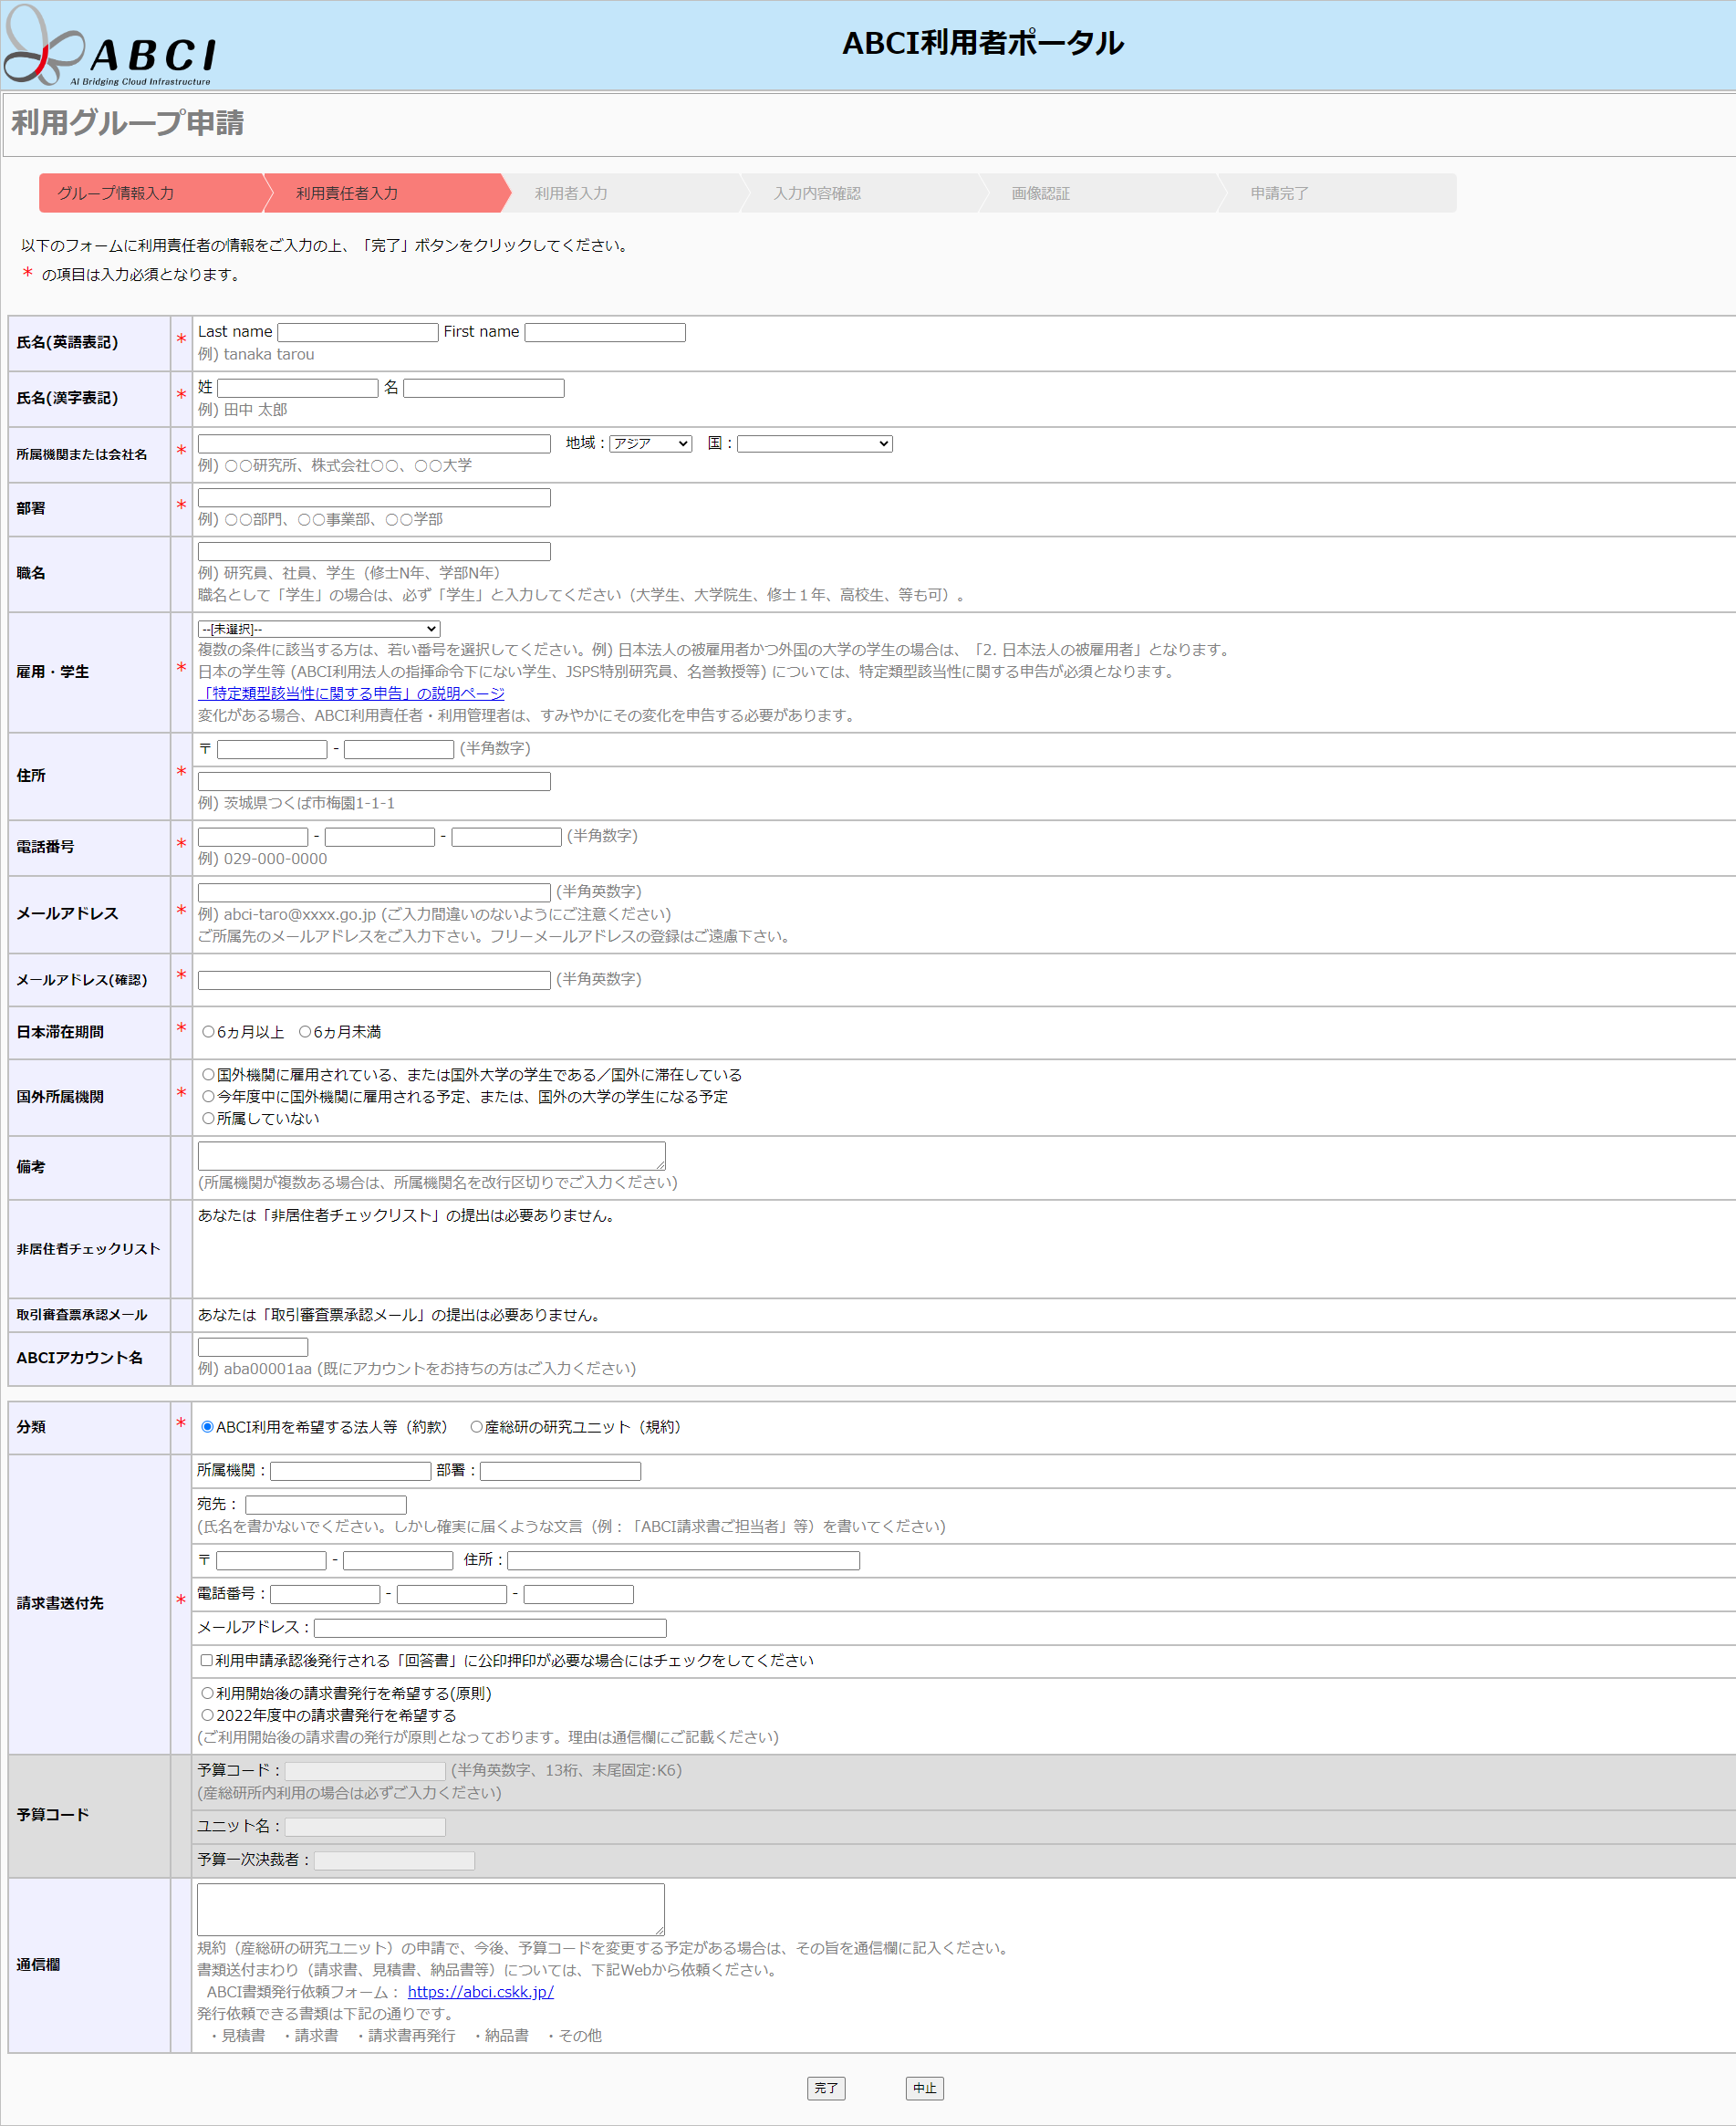 ABCI
AI Bridging Cloud Infrastructure
ABCI利用者ポータル
利用グループ申請
グループ情報入力 利用責任者入力 利用者入力 入力内容確認 画像認証 申請完了
以下のフォームに利用責任者の情報をご入力の上、「完了」ボタンをクリックしてください。
* の項目は入力必須となります。
氏名(英語表記) * Last name First name
例) tanaka tarou
氏名(漢字表記) * 姓 名
例) 田中 太郎
所属機関または会社名 * 地域：アジア 国：
例) ○○研究所、株式会社○○、○○大学
部署 *
例) ○○部門、○○事業部、○○学部
職名
例) 研究員、社員、学生（修士N年、学部N年）
職名として「学生」の場合は、必ず「学生」と入力してください（大学生、大学院生、修士１年、高校生、等も可）。
雇用・学生 * --[未選択]--
複数の条件に該当する方は、若い番号を選択してください。例) 日本法人の被雇用者かつ外国の大学の学生の場合は、「2. 日本法人の被雇用者」となります。
日本の学生等 (ABCI利用法人の指揮命令下にない学生、JSPS特別研究員、名誉教授等) については、特定類型該当性に関する申告が必須となります。
「特定類型該当性に関する申告」の説明ページ
変化がある場合、ABCI利用責任者・利用管理者は、すみやかにその変化を申告する必要があります。
住所 * 〒 - (半角数字)
例) 茨城県つくば市梅園1-1-1
電話番号 * - - (半角数字)
例) 029-000-0000
メールアドレス * (半角英数字)
例) abci-taro@xxxx.go.jp (ご入力間違いのないようにご注意ください)
ご所属先のメールアドレスをご入力下さい。フリーメールアドレスの登録はご遠慮下さい。
メールアドレス(確認) * (半角英数字)
日本滞在期間 * 6ヵ月以上 6ヵ月未満
国外所属機関 * 国外機関に雇用されている、または国外大学の学生である／国外に滞在している
今年度中に国外機関に雇用される予定、または、国外の大学の学生になる予定
所属していない
備考
(所属機関が複数ある場合は、所属機関名を改行区切りでご入力ください)
非居住者チェックリスト あなたは「非居住者チェックリスト」の提出は必要ありません。
取引審査票承認メール あなたは「取引審査票承認メール」の提出は必要ありません。
ABCIアカウント名
例) aba00001aa (既にアカウントをお持ちの方はご入力ください)
分類 * ABCI利用を希望する法人等（約款） 産総研の研究ユニット（規約）
請求書送付先 * 所属機関： 部署：
宛先：
(氏名を書かないでください。しかし確実に届くような文言（例：「ABCI請求書ご担当者」等）を書いてください)
〒 - 住所：
電話番号： - -
メールアドレス：
利用申請承認後発行される「回答書」に公印押印が必要な場合にはチェックをしてください
利用開始後の請求書発行を希望する(原則)
2022年度中の請求書発行を希望する
(ご利用開始後の請求書の発行が原則となっております。理由は通信欄にご記載ください)
予算コード 予算コード： (半角英数字、13桁、末尾固定:K6)
(産総研所内利用の場合は必ずご入力ください)
ユニット名：
予算一次決裁者：
通信欄
規約（産総研の研究ユニット）の申請で、今後、予算コードを変更する予定がある場合は、その旨を通信欄に記入ください。
書類送付まわり（請求書、見積書、納品書等）については、下記Webから依頼ください。
ABCI書類発行依頼フォーム： https://abci.cskk.jp/
発行依頼できる書類は下記の通りです。
・見積書 ・請求書 ・請求書再発行 ・納品書 ・その他
完了 中止